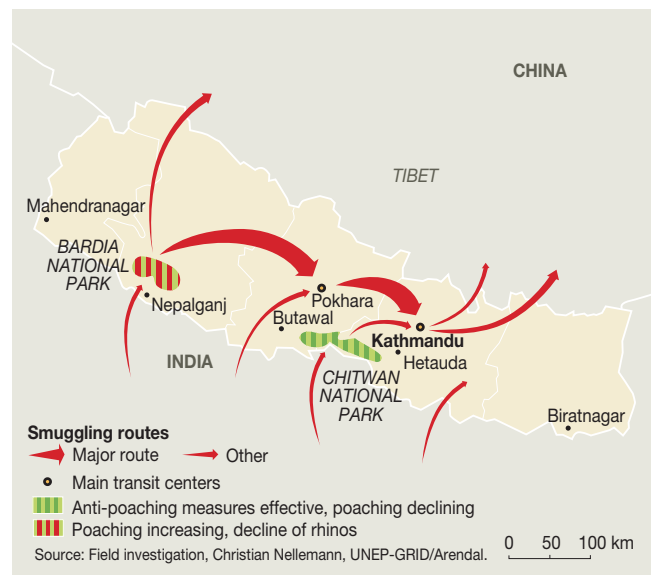 CHINA
TIBET
Mahendranagar
BARDIA
NATIONAL
PARK
Nepalganj
Pokhara
Butawal
Kathmandu
Hetauda
INDIA
CHITWAN
NATIONAL
PARK
Biratnagar
Smuggling routes
Major route
Other
Main transit centers
Anti-poaching measures effective, poaching declining
Poaching increasing, decline of rhinos
Source: Field investigation, Christian Nellemann, UNEP-GRID/Arendal.
0 50 100 km